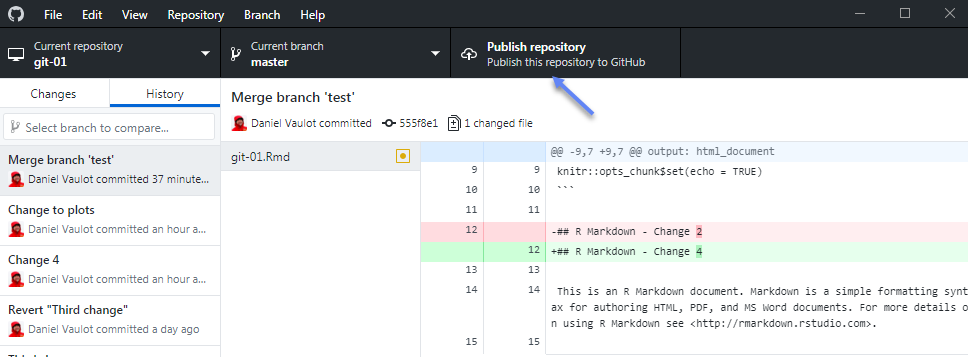 File Edit View Repository Branch Help
Current repository
git-01
Current branch
master
Publish repository
Publish this repository to GitHub
Changes History
Select branch to compare...
Merge branch 'test'
Daniel Vaulot committed 37 minute...
Change to plots
Daniel Vaulot committed an hour a...
Change 4
Daniel Vaulot committed an hour a...
Revert "Third change"
Daniel Vaulot committed a day ago
Merge branch 'test'
Daniel Vaulot committed 555f8e1 1 changed file
git-01.Rmd
@@ -9,7 +9,7 @@ output: html_document
9 9 knitr::opts_chunk$set(echo = TRUE)
10 10 ```
11 11
12 -## R Markdown - Change 2
12 +## R Markdown - Change 4
13 13
14 14 This is an R Markdown document. Markdown is a simple formatting synt
ax for authoring HTML, PDF, and MS Word documents. For more details o
n using R Markdown see <http://rmarkdown.rstudio.com>.
15 15